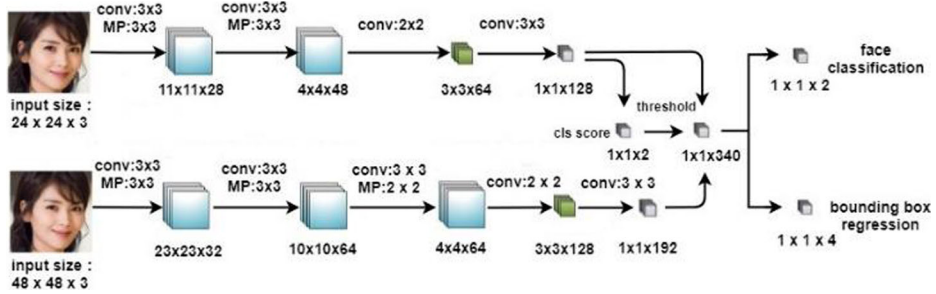 conv:3x3
MP:3x3
conv:3x3
MP:3x3
conv:2x2
conv:3x3
input size :
24 x 24 x 3
11x11x28
4x4x48
3x3x64
1x1x128
threshold
cls score
1x1x2
1x1x340
face
classification
1 x 1 x 2
conv:3x3
MP:3x3
conv:3x3
MP:3x3
conv:3 x 3
MP:2 x 2
conv:2 x 2
conv:3 x 3
input size :
48 x 48 x 3
23x23x32
10x10x64
4x4x64
3x3x128
1x1x192
bounding box
regression
1 x 1 x 4